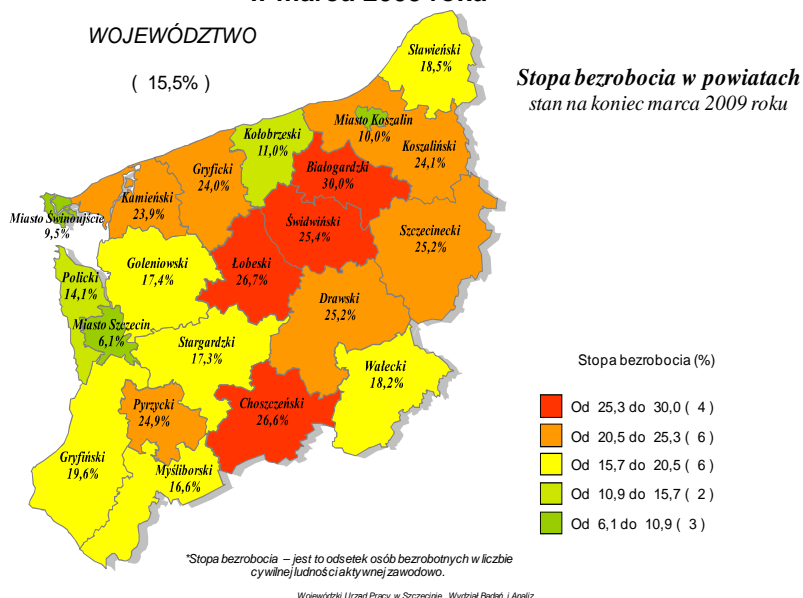 w marcu 2009 roku
WOJEWÓDZTWO
( 15,5% )
Stopa bezrobocia w powiatach
stan na koniec marca 2009 roku
Sławieński
18,5%
Miasto Koszalin
10,0%
Kołobrzeski
11,0%
Koszaliński
24,1%
Białogardzki
30,0%
Gryficki
24,0%
Kamieński
23,9%
Miasto Świnoujście
9,5%
Świdwiński
25,4%
Szczecinecki
25,2%
Goleniowski
17,4%
Łobeski
26,7%
Policki
14,1%
Drawski
25,2%
Miasto Szczecin
6,1%
Stargardzki
17,3%
Wałecki
18,2%
Pyrzycki
24,9%
Choszczeński
26,6%
Gryfiński
19,6%
Myśliborski
16,6%
Stopa bezrobocia (%)
Od 25,3 do 30,0 ( 4 )
Od 20,5 do 25,3 ( 6 )
Od 15,7 do 20,5 ( 6 )
Od 10,9 do 15,7 ( 2 )
Od 6,1 do 10,9 ( 3 )
*Stopa bezrobocia – jest to odsetek osób bezrobotnych w liczbie
cywilnej ludności aktywnej zawodowo.
Wojewódzki Urząd Pracy w Szczecinie, Wydział Badań i Analiz